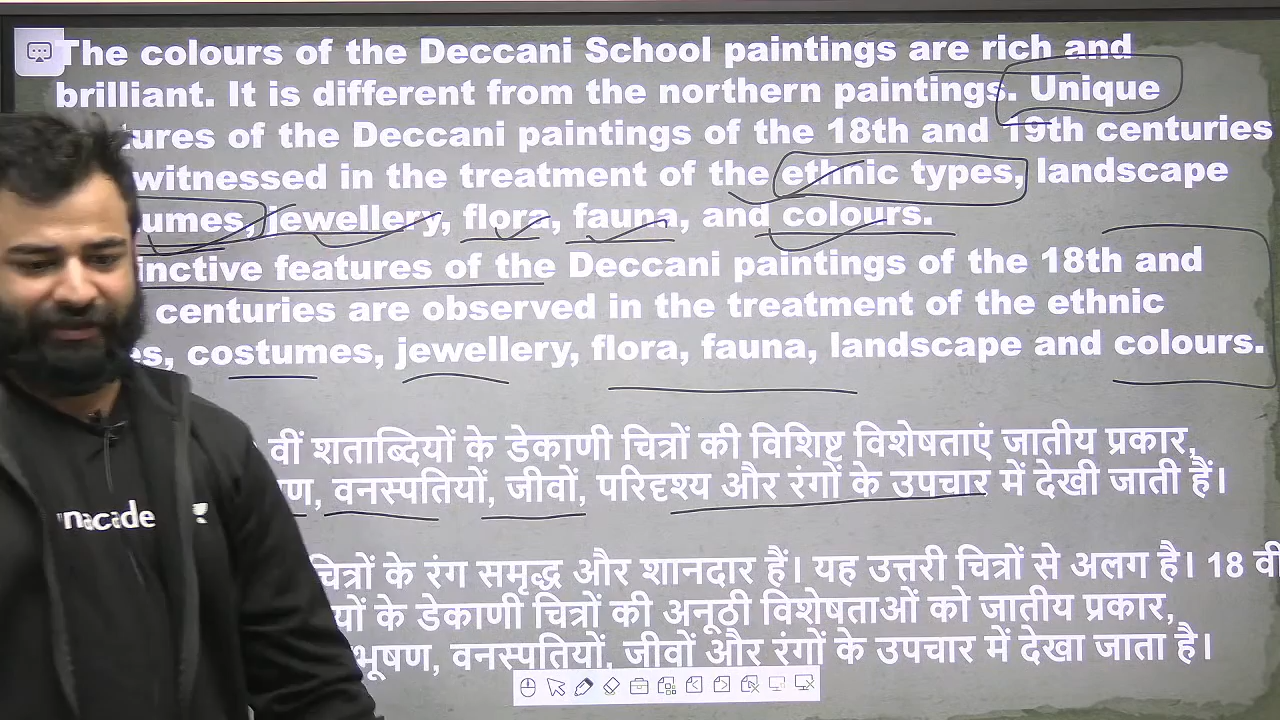 The colours of the Deccani School paintings are rich and
brilliant. It is different from the northern paintings. Unique
tures of the Deccani paintings of the 18th and 19th centuries
witnessed in the treatment of the ethnic types, landscape
umes, jewellery, flora, fauna, and colours.
inctive features of the Deccani paintings of the 18th and
centuries are observed in the treatment of the ethnic
es, costumes, jewellery, flora, fauna, landscape and colours.
वीं शताब्दियों के डेकाणी चित्रों की विशिष्ट विशेषताएं जातीय प्रकार,
ण, वनस्पतियों, जीवों, परिदृश्य और रंगों के उपचार में देखी जाती हैं।
चित्रों के रंग समृद्ध और शानदार हैं। यह उत्तरी चित्रों से अलग है। 18 वी
यों के डेकाणी चित्रों की अनूठी विशेषताओं को जातीय प्रकार,
भूषण, वनस्पतियों, जीवों और रंगों के उपचार में देखा जाता है।
unacade